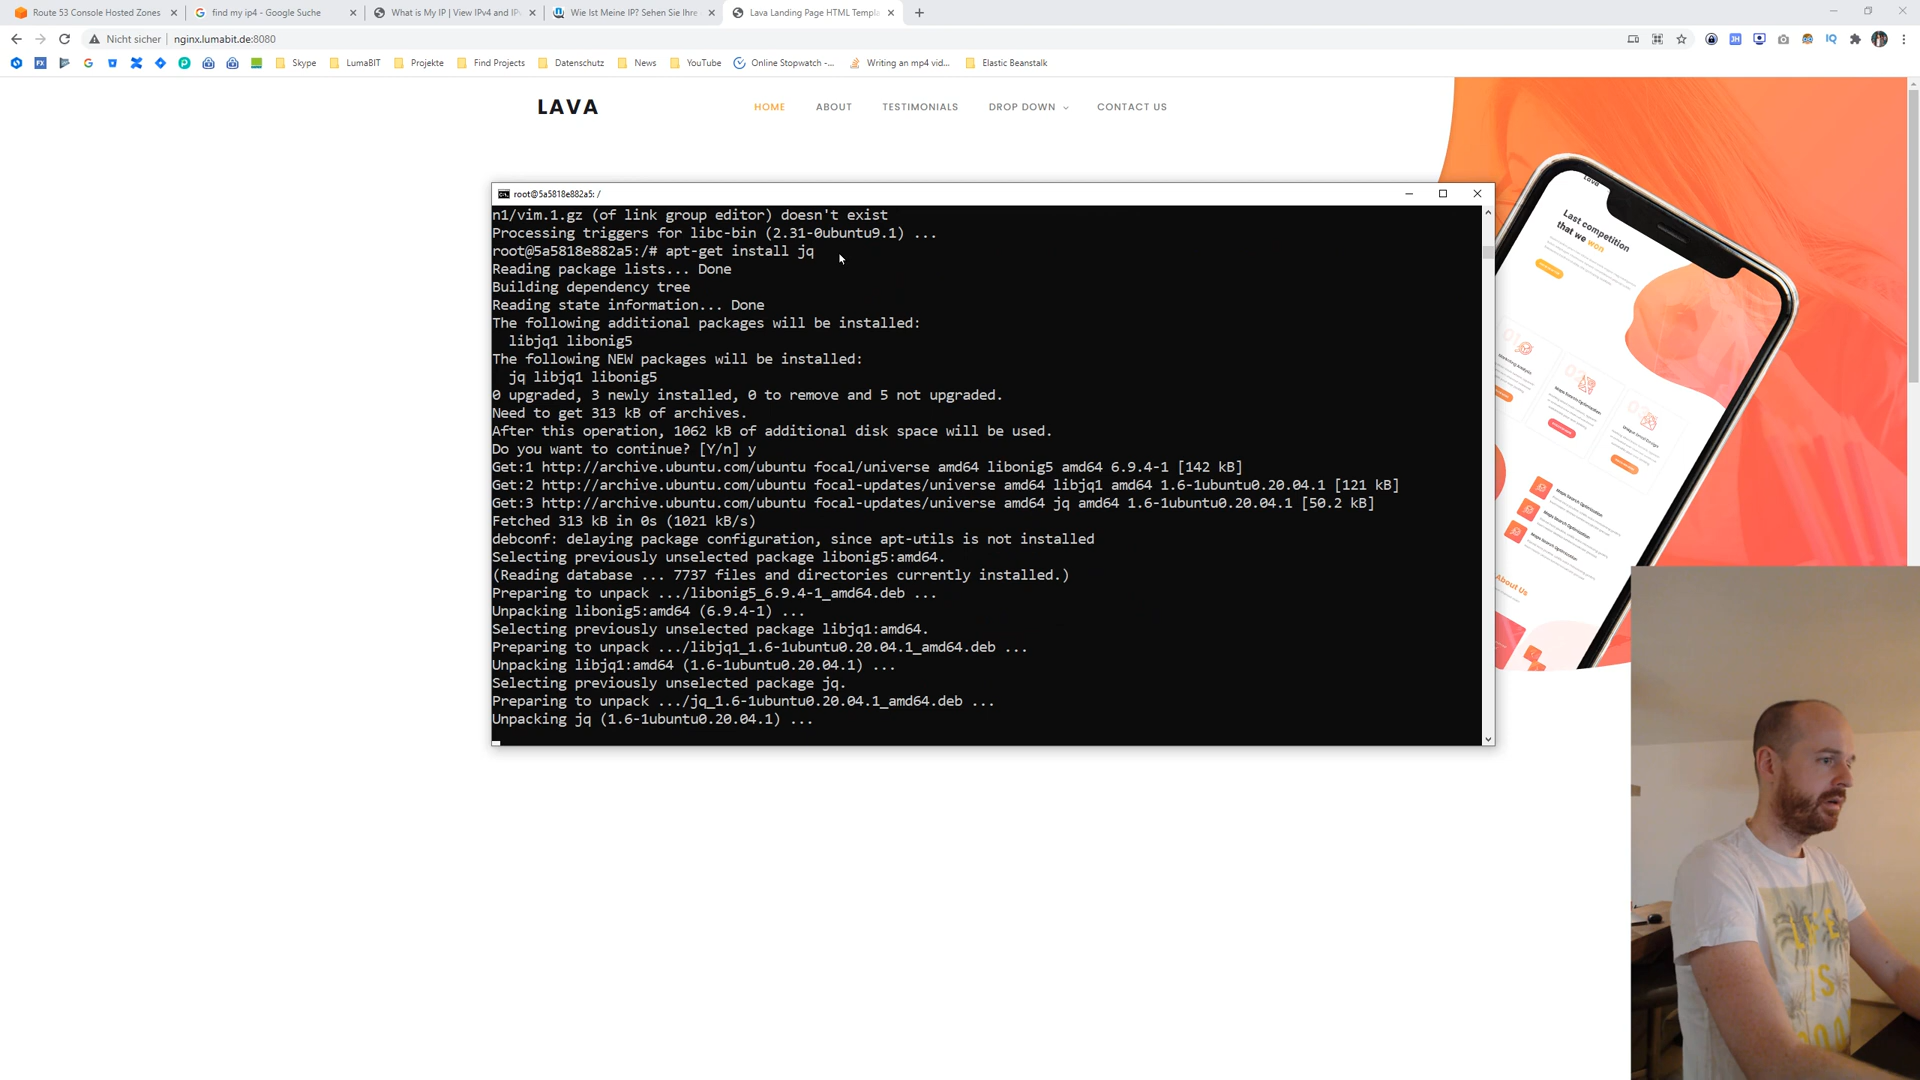 Route 53 Console Hosted Zones
find my ip4 - Google Suche
What is My IP | View IPv4 and IPv
Wie Ist Meine IP? Sehen Sie Ihre
Lava Landing Page HTML Templa
Nicht sicher
nginx.lumabit.de:8080
Skype
LumaBIT
Projekte
Find Projects
Datenschutz
News
YouTube
Online Stopwatch -...
Writing an mp4 vid...
Elastic Beanstalk
LAVA
HOME
ABOUT
TESTIMONIALS
DROP DOWN
CONTACT US
root@5a5818e882a5: /
n1/vim.1.gz (of link group editor) doesn't exist
Processing triggers for libc-bin (2.31-0ubuntu9.1) ...
root@5a5818e882a5:/# apt-get install jq
Reading package lists... Done
Building dependency tree
Reading state information... Done
The following additional packages will be installed:
libjq1 libonig5
The following NEW packages will be installed:
jq libjq1 libonig5
0 upgraded, 3 newly installed, 0 to remove and 5 not upgraded.
Need to get 313 kB of archives.
After this operation, 1062 kB of additional disk space will be used.
Do you want to continue? [Y/n] y
Get:1 http://archive.ubuntu.com/ubuntu focal/universe amd64 libonig5 amd64 6.9.4-1 [142 kB]
Get:2 http://archive.ubuntu.com/ubuntu focal-updates/universe amd64 libjq1 amd64 1.6-1ubuntu0.20.04.1 [121 kB]
Get:3 http://archive.ubuntu.com/ubuntu focal-updates/universe amd64 jq amd64 1.6-1ubuntu0.20.04.1 [50.2 kB]
Fetched 313 kB in 0s (1021 kB/s)
debconf: delaying package configuration, since apt-utils is not installed
Selecting previously unselected package libonig5:amd64.
(Reading database ... 7737 files and directories currently installed.)
Preparing to unpack .../libonig5_6.9.4-1_amd64.deb ...
Unpacking libonig5:amd64 (6.9.4-1) ...
Selecting previously unselected package libjq1:amd64.
Preparing to unpack .../libjq1_1.6-1ubuntu0.20.04.1_amd64.deb ...
Unpacking libjq1:amd64 (1.6-1ubuntu0.20.04.1) ...
Selecting previously unselected package jq.
Preparing to unpack .../jq_1.6-1ubuntu0.20.04.1_amd64.deb ...
Unpacking jq (1.6-1ubuntu0.20.04.1) ...
Lava
Last competition
that we won
About Us
LIFE
IS